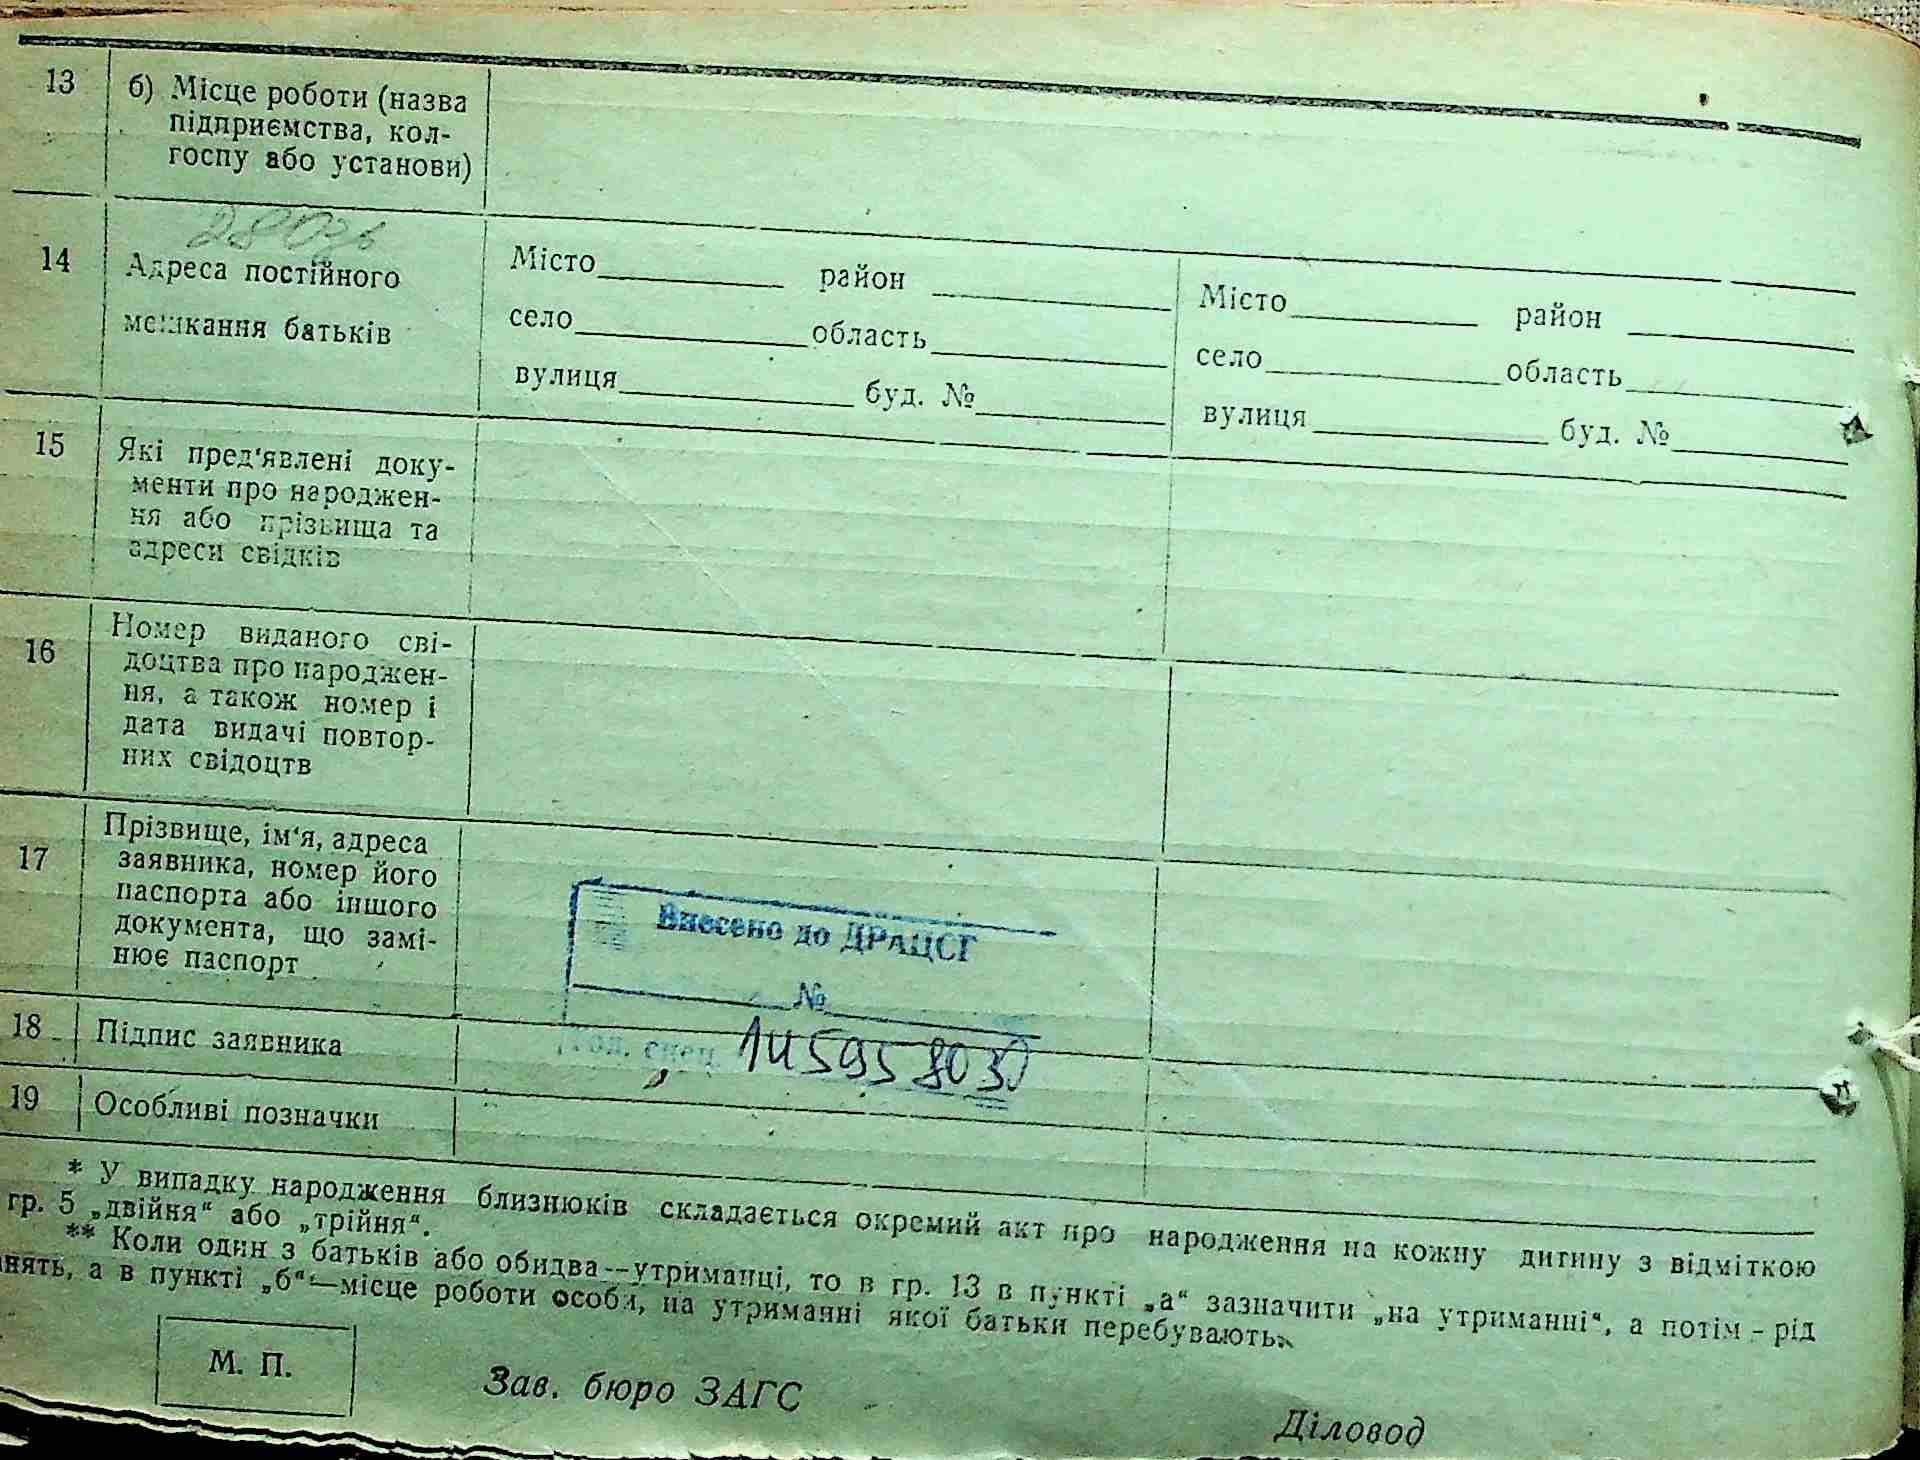 13 б) Місце роботи (назва
підприємства, кол-
госпу або установи)
14 Адреса постійного
мешкання батьків
Місто район
село область
вулиця буд. №
Місто район
село область
вулиця буд. №
15 Які пред‘явлені доку-
менти про народжен-
ня або прізвища та
адреси свідків
16 Номер виданого сві-
доцтва про народжен-
ня, а також номер і
дата видачі повтор-
них свідоцтв
17 Прізвище, ім‘я, адреса
заявника, номер його
паспорта або іншого
документа, що замі-
нює паспорт
Внесено до ДРАЦСГ
№
18 Підпис заявника
спец.
19 Особливі позначки
* У випадку народження близнюків складається окремий акт про народження на кожну дитину з відміткою
гр. 5 „двійня“ або „трійня“.
** Коли один з батьків або обидва—утриманці, то в гр. 13 в пункті „а“ зазначити „на утриманні“, а потім - рід
нять, а в пункті „б“—місце роботи особи, на утриманні якої батьки перебувають.
М. П.
Зав. бюро ЗАГС
Діловод